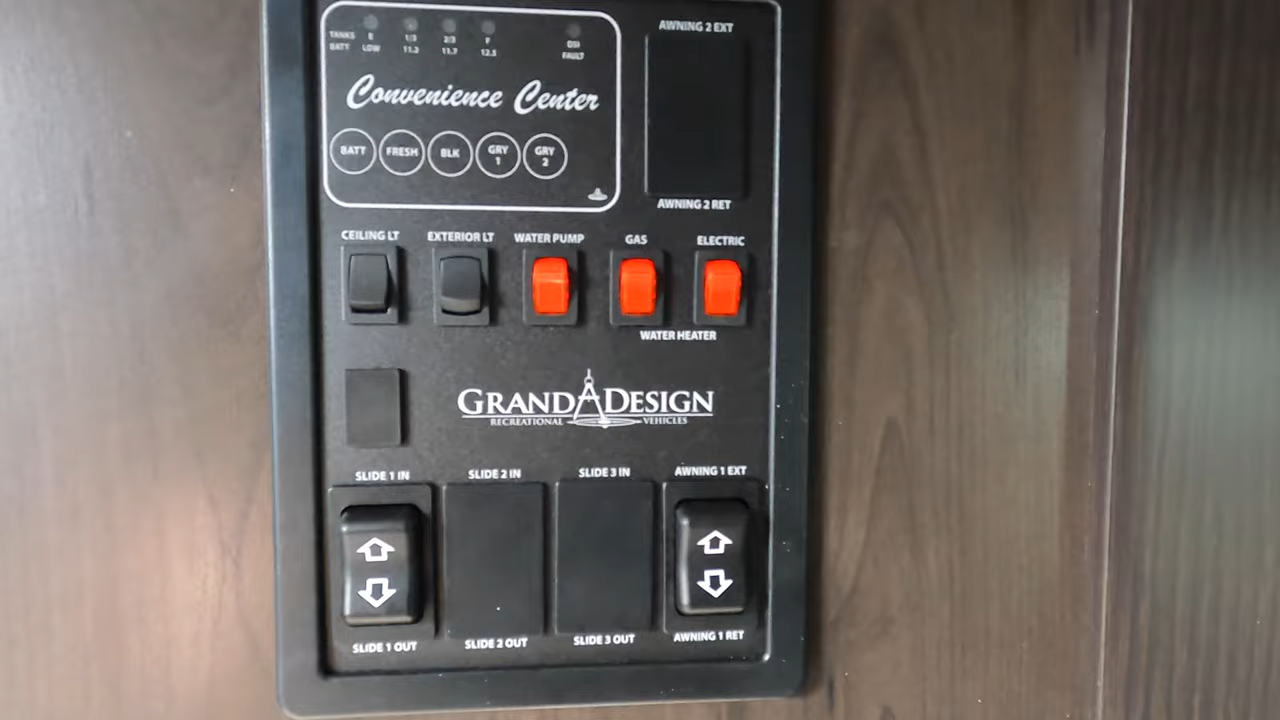 TANKS E 1/3 2/3 F DSI
BATT LOW 11.2 11.7 12.5 FAULT
Convenience Center
BATT FRESH BLK GRY 1 GRY 2
AWNING 2 EXT
AWNING 2 RET
CEILING LT EXTERIOR LT WATER PUMP GAS ELECTRIC
WATER HEATER
GRAND DESIGN
RECREATIONAL VEHICLES
SLIDE 1 IN SLIDE 2 IN SLIDE 3 IN AWNING 1 EXT
SLIDE 1 OUT SLIDE 2 OUT SLIDE 3 OUT AWNING 1 RET